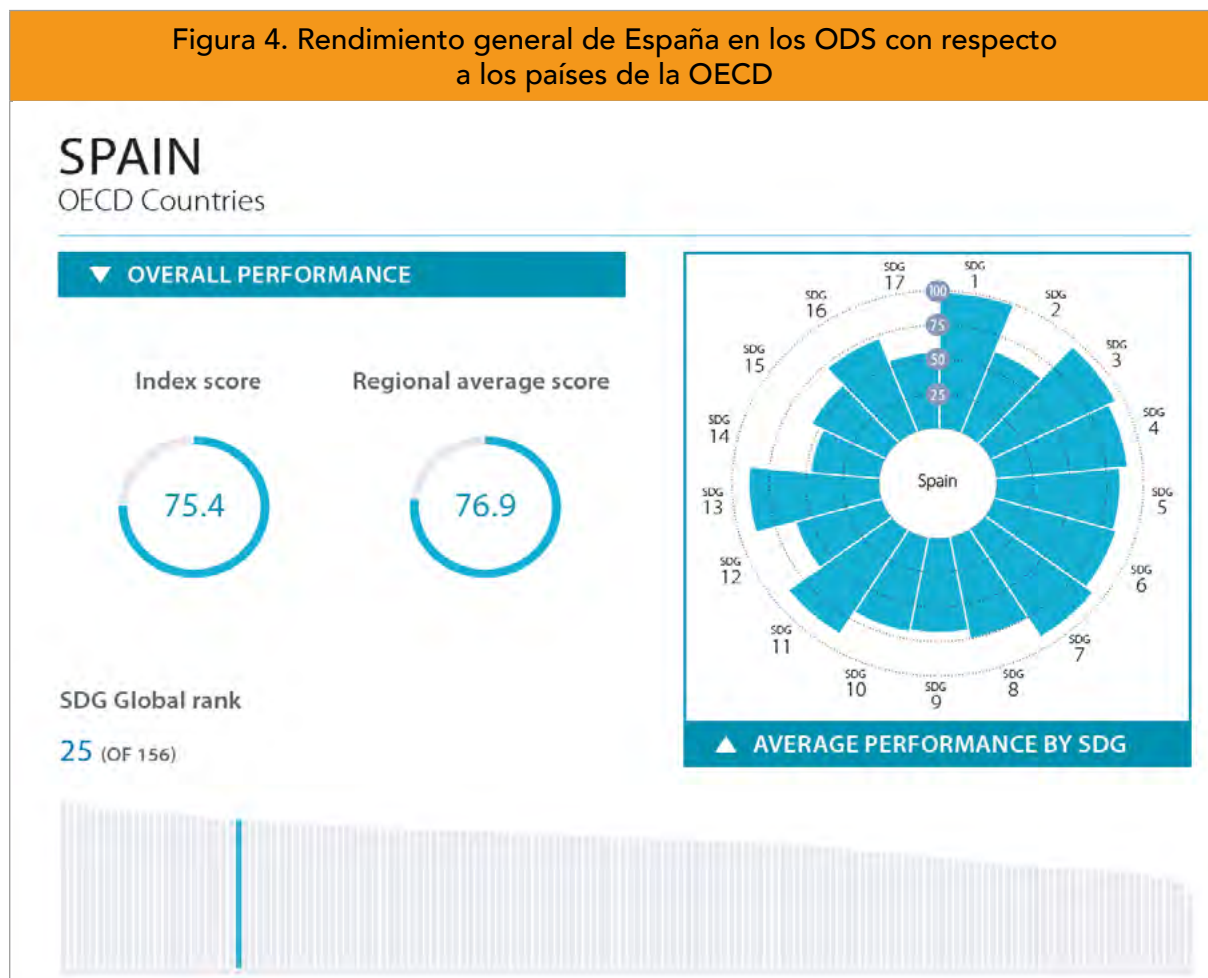 Figura 4. Rendimiento general de España en los ODS con respecto
a los países de la OECD
SPAIN
OECD Countries
▼ OVERALL PERFORMANCE
Index score
Regional average score
75.4
76.9
SDG Global rank
25 (OF 156)
SDG
1
SDG
2
SDG
3
SDG
4
SDG
5
SDG
6
SDG
7
SDG
8
SDG
9
SDG
10
SDG
11
SDG
12
SDG
13
SDG
14
SDG
15
SDG
16
SDG
17
100
75
50
25
Spain
▲ AVERAGE PERFORMANCE BY SDG